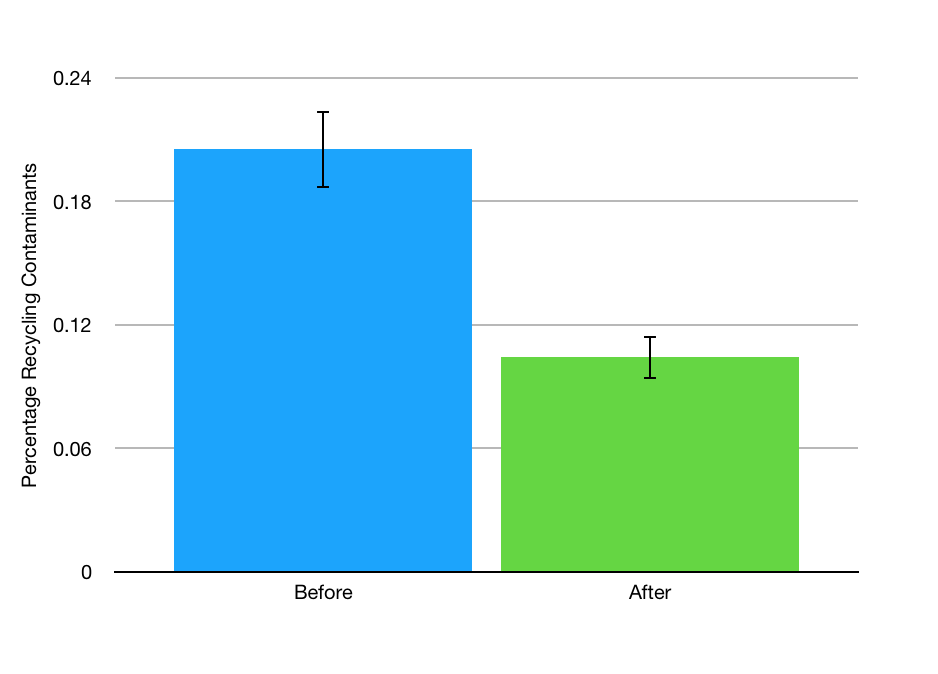 0.24
0.18
0.12
0.06
0
Percentage Recycling Contaminants
Before
After